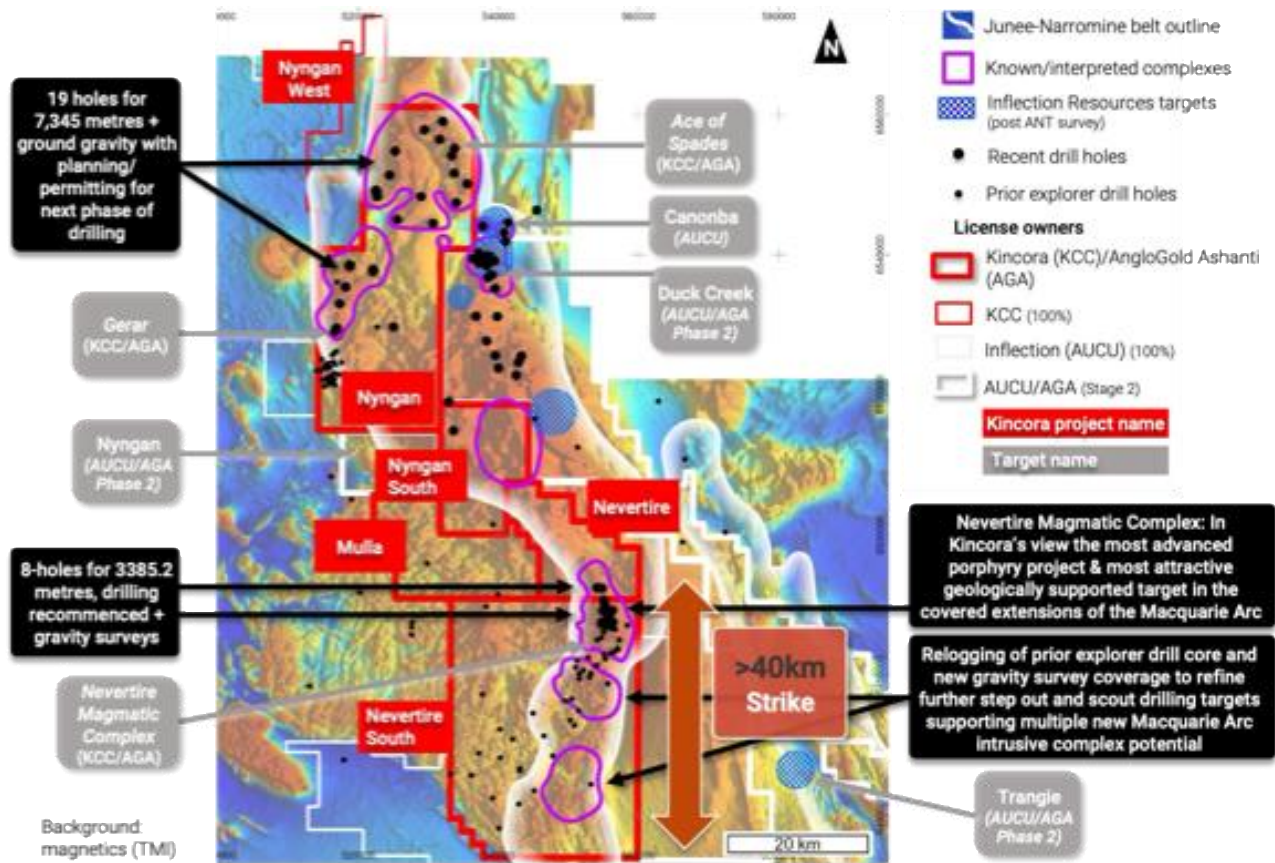 Nyngan
West
19 holes for
7,345 metres +
ground gravity with
planning/
permitting for
next phase of
drilling
Gerar
(KCC/AGA)
Nyngan
(AUCU/AGA
Phase 2)
8-holes for 3385.2
metres, drilling
recommenced +
gravity surveys
Nevertire
Magmatic
Complex
(KCC/AGA)
Background:
magnetics (TMI)
540000
N
Ace of
Spades
(KCC/AGA)
Canonba
(AUCU)
Duck Creek
(AUCU/AGA
Phase 2)
6540000
Nyngan
Nyngan
South
Nevertire
Mulla
Nevertire
South
>40km
Strike
20 km
Junee-Narromine belt outline
Known/interpreted complexes
Inflection Resources targets
(post ANT survey)
Recent drill holes
Prior explorer drill holes
License owners
Kincora (KCC)/AngloGold Ashanti
(AGA)
KCC (100%)
Inflection (AUCU) (100%)
AUCU/AGA (Stage 2)
Kincora project name
Target name
Nevertire Magmatic Complex: In
Kincora's view the most advanced
porphyry project & most attractive
geologically supported target in the
covered extensions of the Macquarie Arc
Relogging of prior explorer drill core and
new gravity survey coverage to refine
further step out and scout drilling targets
supporting multiple new Macquarie Arc
intrusive complex potential
Trangie
(AUCU/AGA
Phase 2)